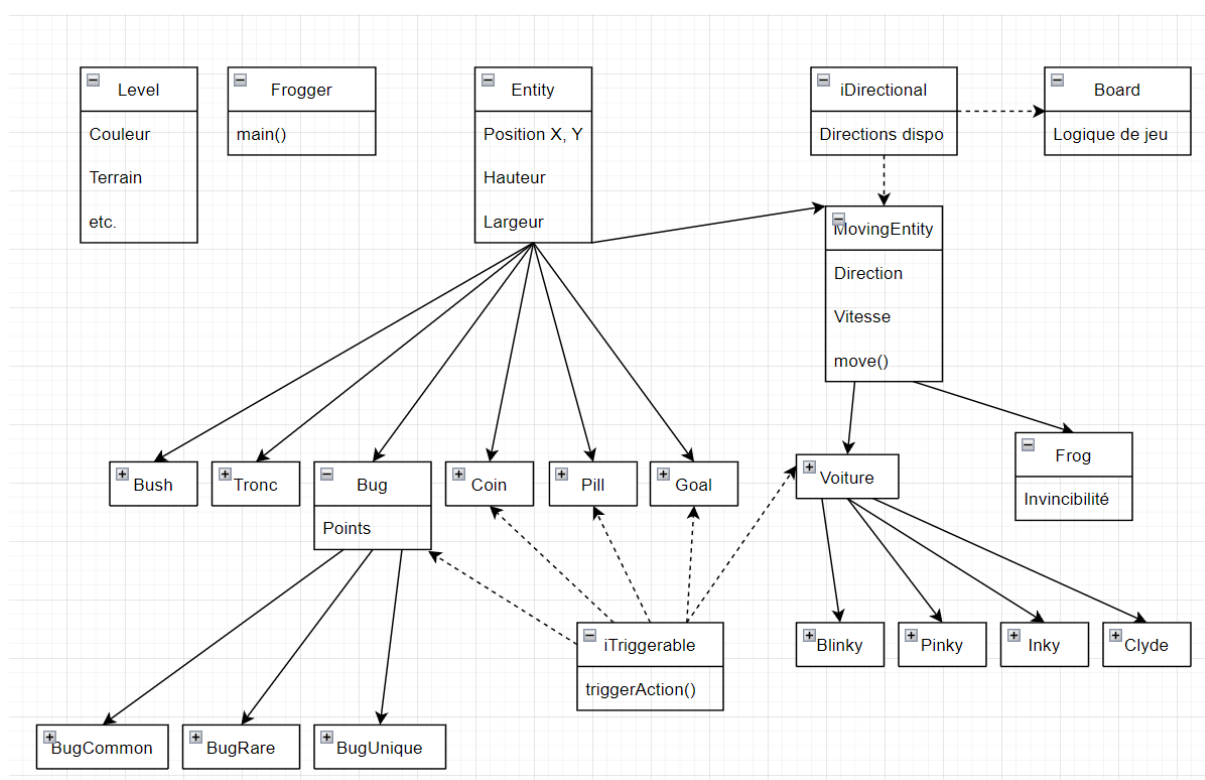 Level
Couleur
Terrain
etc.
Frogger
main()
Entity
Position X, Y
Hauteur
Largeur
iDirectional
Directions dispo
Board
Logique de jeu
MovingEntity
Direction
Vitesse
move()
Bush
Tronc
Bug
Points
Coin
Pill
Goal
Voiture
Frog
Invincibilité
iTriggerable
triggerAction()
Blinky
Pinky
Inky
Clyde
BugCommon
BugRare
BugUnique